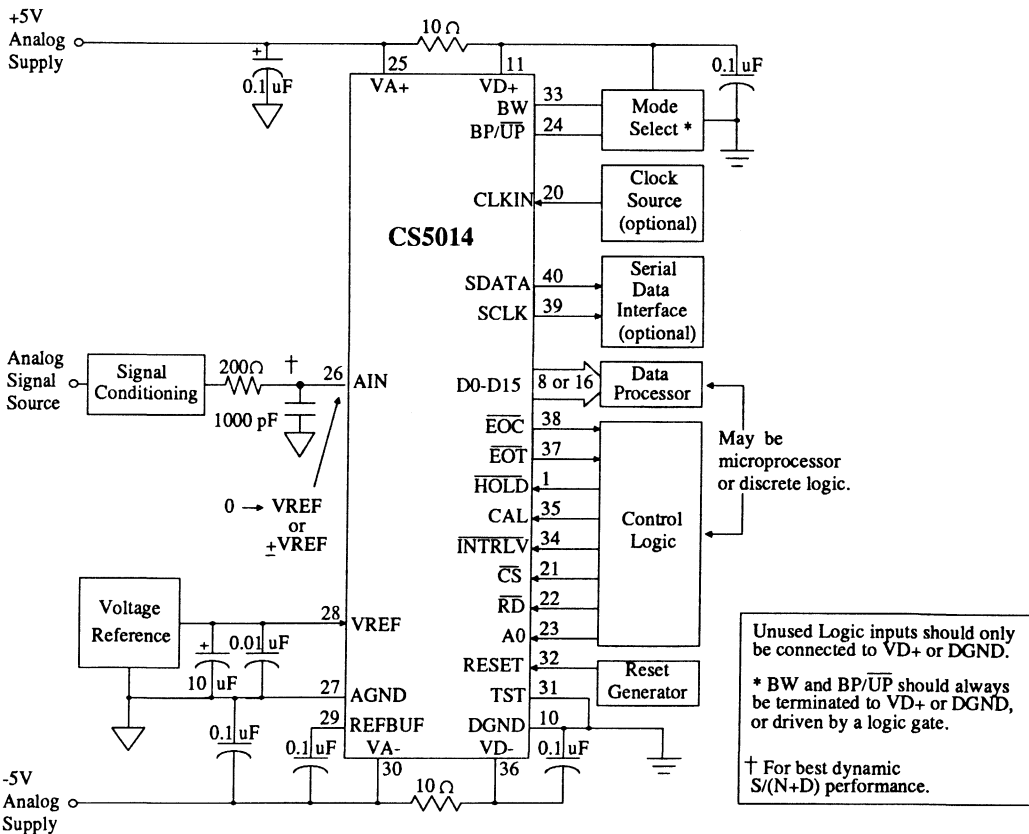 +5V
Analog
Supply
+
0.1 uF
10 Ω
25
VA+
11
VD+
0.1 uF
BW
33
BP/UP
24
Mode
Select *
CLKIN
20
Clock
Source
(optional)
CS5014
SDATA
40
SCLK
39
Serial
Data
Interface
(optional)
Analog
Signal
Source
Signal
Conditioning
200Ω
†
1000 pF
26
AIN
0 → VREF
or
±VREF
D0-D15
8 or 16
Data
Processor
EOC
38
EOT
37
HOLD
1
CAL
35
INTRLV
34
CS
21
RD
22
A0
23
Control
Logic
May be
microprocessor
or discrete logic.
Voltage
Reference
28
VREF
+
10 uF
0.01 uF
27
AGND
29
REFBUF
0.1 uF
0.1 uF
VA-
30
RESET
32
Reset
Generator
TST
31
DGND
10
VD-
36
0.1 uF
10 Ω
-5V
Analog
Supply
Unused Logic inputs should only
be connected to VD+ or DGND.
* BW and BP/UP should always
be terminated to VD+ or DGND,
or driven by a logic gate.
† For best dynamic
S/(N+D) performance.